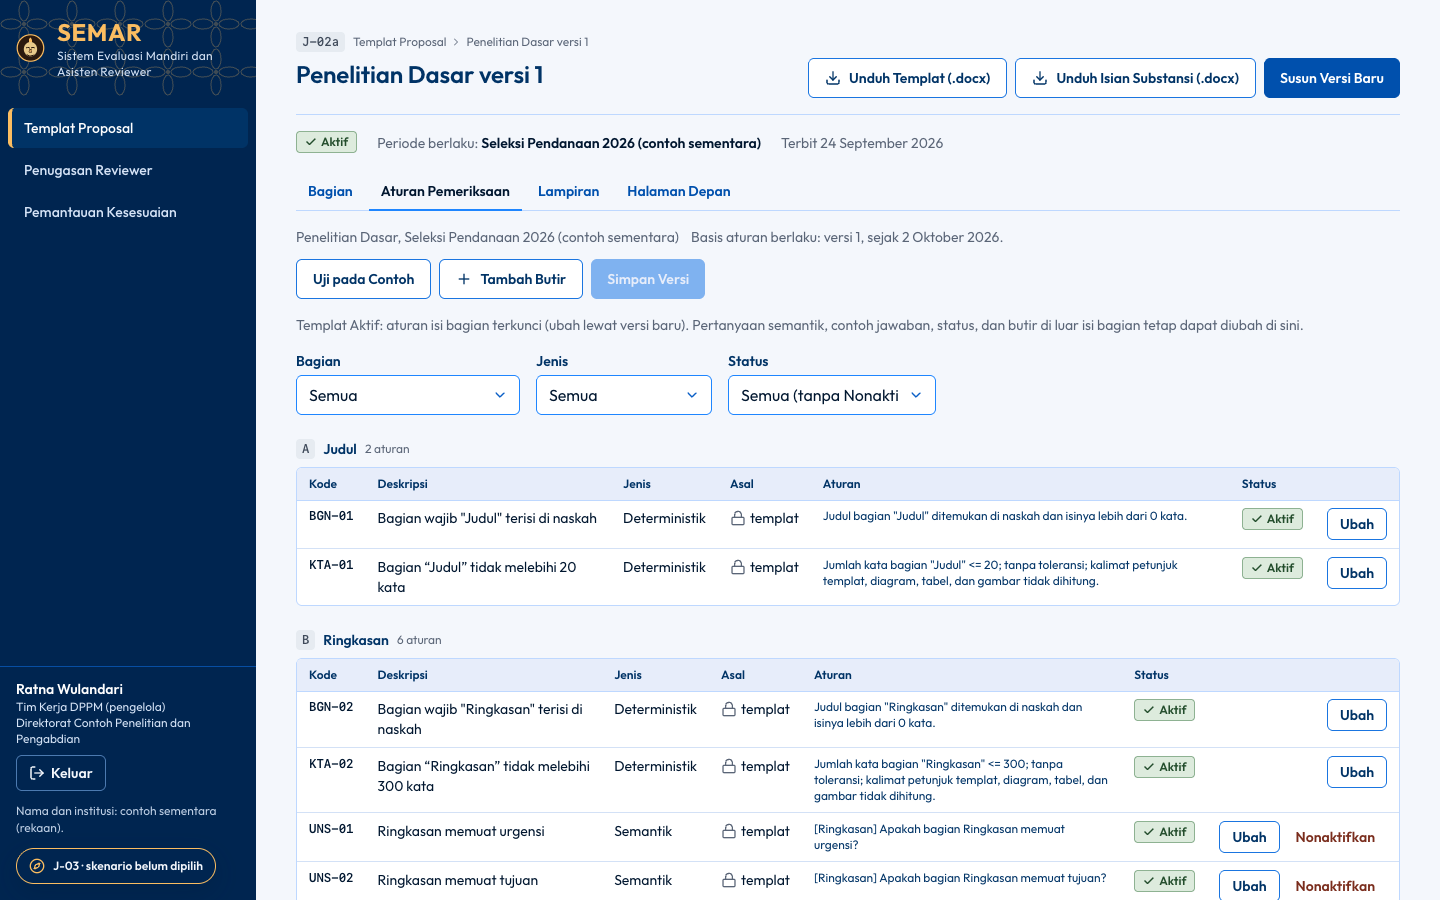 SEMAR
Sistem Evaluasi Mandiri dan
Asisten Reviewer
Templat Proposal
Penugasan Reviewer
Pemantauan Kesesuaian
Ratna Wulandari
Tim Kerja DPPM (pengelola)
Direktorat Contoh Penelitian dan
Pengabdian
Keluar
Nama dan institusi: contoh sementara
(rekaan).
J-03 · skenario belum dipilih
J-02a Templat Proposal > Penelitian Dasar versi 1
Penelitian Dasar versi 1
Unduh Templat (.docx) Unduh Isian Substansi (.docx) Susun Versi Baru
Aktif Periode berlaku: Seleksi Pendanaan 2026 (contoh sementara) Terbit 24 September 2026
Bagian Aturan Pemeriksaan Lampiran Halaman Depan
Penelitian Dasar, Seleksi Pendanaan 2026 (contoh sementara) Basis aturan berlaku: versi 1, sejak 2 Oktober 2026.
Uji pada Contoh Tambah Butir Simpan Versi
Templat Aktif: aturan isi bagian terkunci (ubah lewat versi baru). Pertanyaan semantik, contoh jawaban, status, dan butir di luar isi bagian tetap dapat diubah di sini.
Bagian Jenis Status
Semua Semua Semua (tanpa Nonakti
A Judul 2 aturan
Kode Deskripsi Jenis Asal Aturan Status
BGN-01 Bagian wajib "Judul" terisi di naskah Deterministik templat Judul bagian "Judul" ditemukan di naskah dan isinya lebih dari 0 kata. Aktif Ubah
KTA-01 Bagian “Judul” tidak melebihi 20 Deterministik templat Jumlah kata bagian "Judul" <= 20; tanpa toleransi; kalimat petunjuk Aktif Ubah
kata templat, diagram, tabel, dan gambar tidak dihitung.
B Ringkasan 6 aturan
Kode Deskripsi Jenis Asal Aturan Status
BGN-02 Bagian wajib "Ringkasan" terisi di Deterministik templat Judul bagian "Ringkasan" ditemukan di naskah dan Aktif Ubah
naskah isinya lebih dari 0 kata.
KTA-02 Bagian “Ringkasan” tidak melebihi Deterministik templat Jumlah kata bagian "Ringkasan" <= 300; tanpa Aktif Ubah
300 kata toleransi; kalimat petunjuk templat, diagram, tabel, dan
gambar tidak dihitung.
UNS-01 Ringkasan memuat urgensi Semantik templat [Ringkasan] Apakah bagian Ringkasan memuat Aktif Ubah Nonaktifkan
urgensi?
UNS-02 Ringkasan memuat tujuan Semantik templat [Ringkasan] Apakah bagian Ringkasan memuat tujuan? Aktif Ubah Nonaktifkan